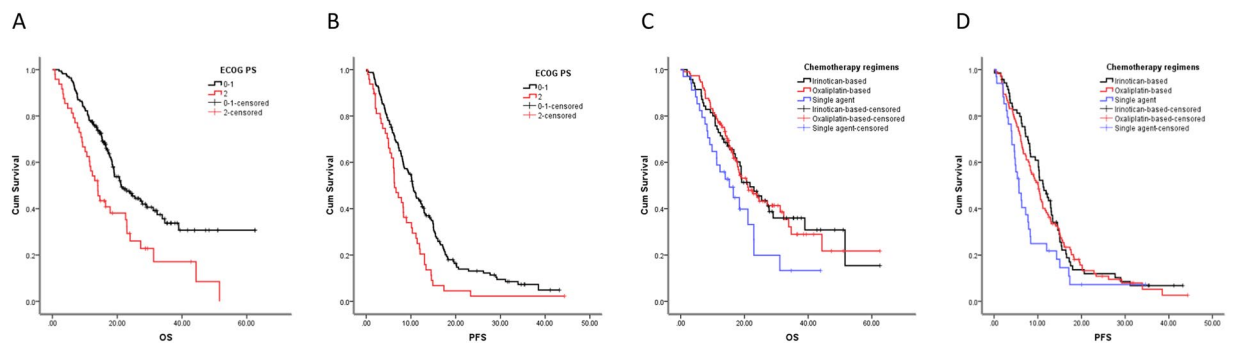 A
B
C
D
ECOG PS
0-1
2
0-1-censored
2-censored
Cum Survival
1.0
0.8
0.6
0.4
0.2
0.0
.00
20.00
40.00
60.00
OS
ECOG PS
0-1
2
0-1-censored
2-censored
Cum Survival
1.0
0.8
0.6
0.4
0.2
0.0
.00
10.00
20.00
30.00
40.00
50.00
PFS
Chemotherapy regimens
Irinotican-based
Oxaliplatin-based
Single agent
Irinotican-based-censored
Oxaliplatin-based-censored
Single agent-censored
Cum Survival
1.0
0.8
0.6
0.4
0.2
0.0
.00
20.00
40.00
60.00
OS
Chemotherapy regimens
Irinotican-based
Oxaliplatin-based
Single agent
Irinotican-based-censored
Oxaliplatin-based-censored
Single agent-censored
Cum Survival
1.0
0.8
0.6
0.4
0.2
0.0
.00
10.00
20.00
30.00
40.00
50.00
PFS